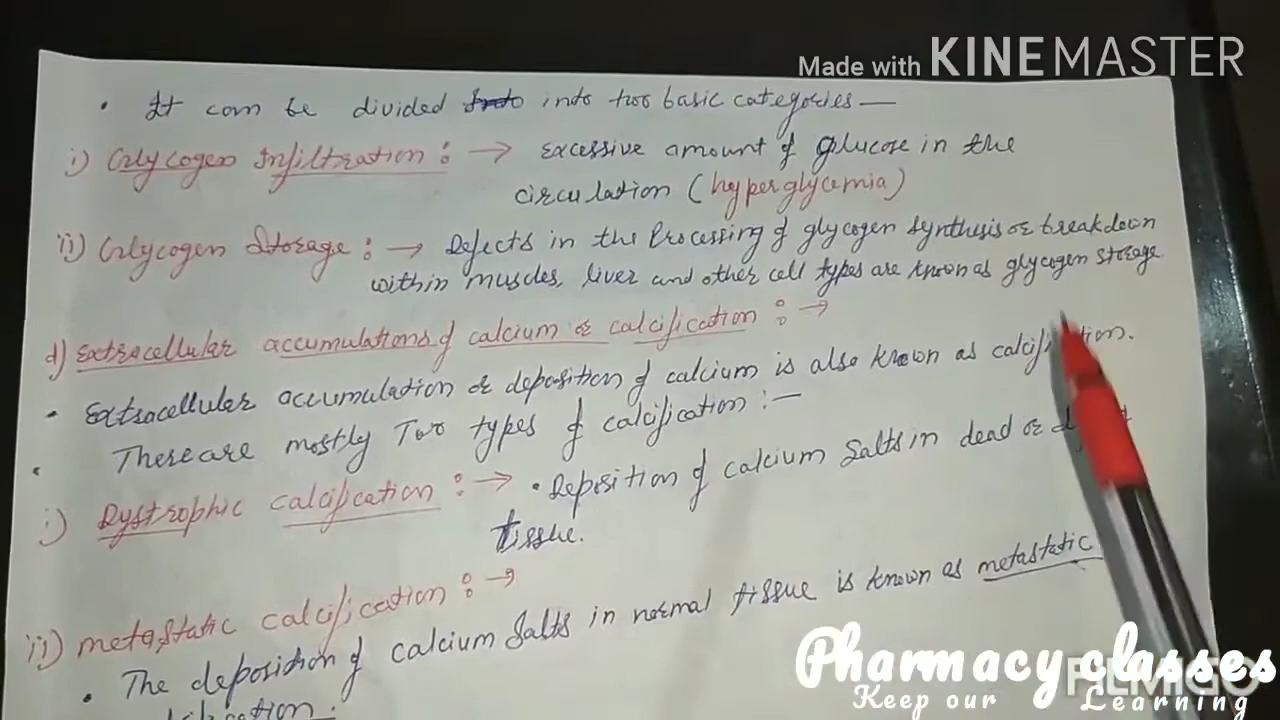 Made with KINEMASTER
• It can be divided into into two basic categories —
i) Glycogen Infiltration : → excessive amount of glucose in the
circulation (hyperglycemia)
ii) Glycogen Storage : → Defects in the Processing of glycogen synthesis or breakdown
within muscles, liver and other cell types are known as glycogen storage
d) Extracellular accumulations of calcium or calcification : →
• Extracellular accumulation or deposition of calcium is also known as calcification.
• There are mostly Two types of calcification : —
i) Dystrophic calcification : → • Deposition of calcium salts in dead or
tissue.
ii) metastatic calcification : →
• The deposition of calcium salts in normal tissue is known as metastatic
Pharmacy classes
Keep our Learning